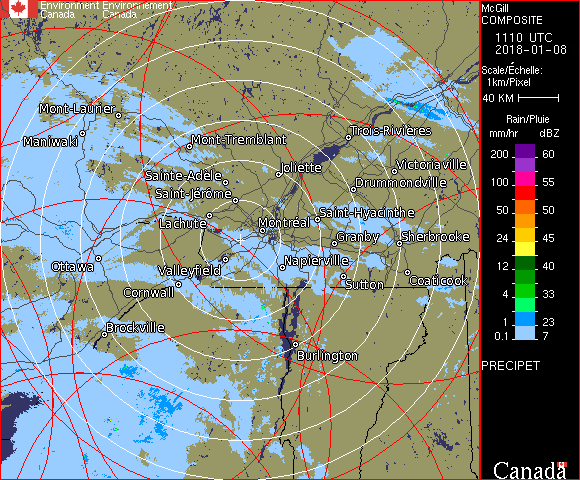 Environment Environnement
Canada Canada
McGill
COMPOSITE
1110 UTC
2018-01-08
Scale/Échelle:
1km/Pixel
40 KM
Rain/Pluie
mm/hr dBZ
200 60
100 55
50 50
24 45
12 40
4 33
1 23
0.1 7
PRECIPET
Canada
Mont-Laurier
Maniwaki
Mont-Tremblant
Trois-Rivières
Joliette
Victoriaville
Sainte-Adèle
Drummondville
Saint-Jérôme
Saint-Hyacinthe
Lachute
Montréal
Granby
Sherbrooke
Ottawa
Valleyfield
Napierville
Sutton
Coaticook
Cornwall
Brockville
Burlington